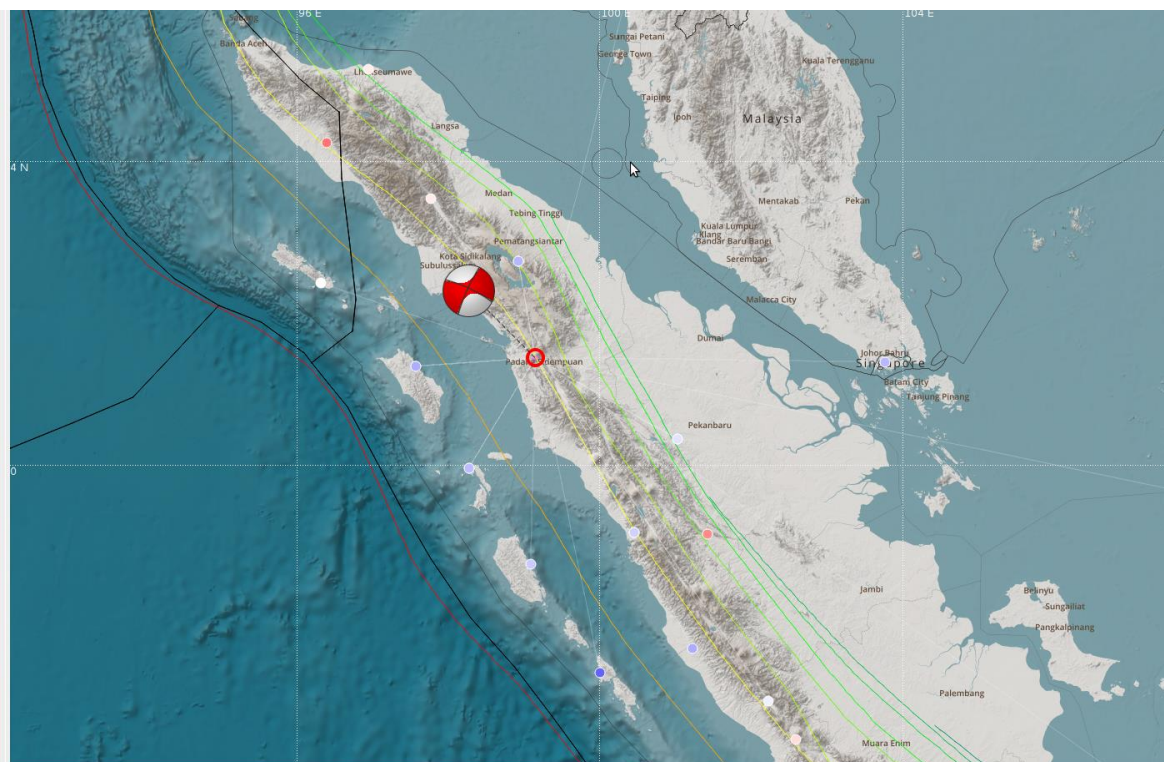 96 E
100 E
104 E
Banda Aceh
Sungai Petani
George Town
Kuala Terengganu
Taiping
Ipoh
Malaysia
Langsa
4 N
Medan
Mentakab
Pekan
Tebing Tinggi
Kuala Lumpur
Klang
Bandar Baru Bangi
Pematangsiantar
Kota Sidikalang
Seremban
Malacca City
Dumai
Johor Bahru
Singapore
Batam City
Tanjung Pinang
Pekanbaru
0
Jambi
Belinyu
Sungailiat
Pangkalpinang
Palembang
Muara Enim